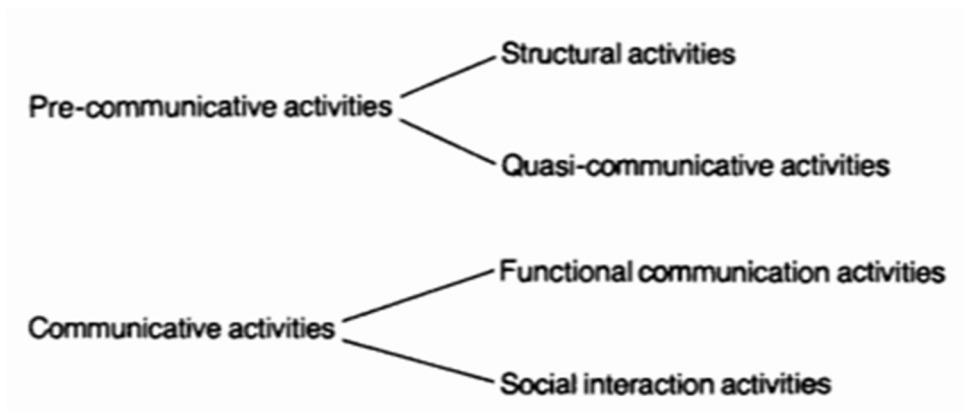 Structural activities
Pre-communicative activities
Quasi-communicative activities
Functional communication activities
Communicative activities
Social interaction activities